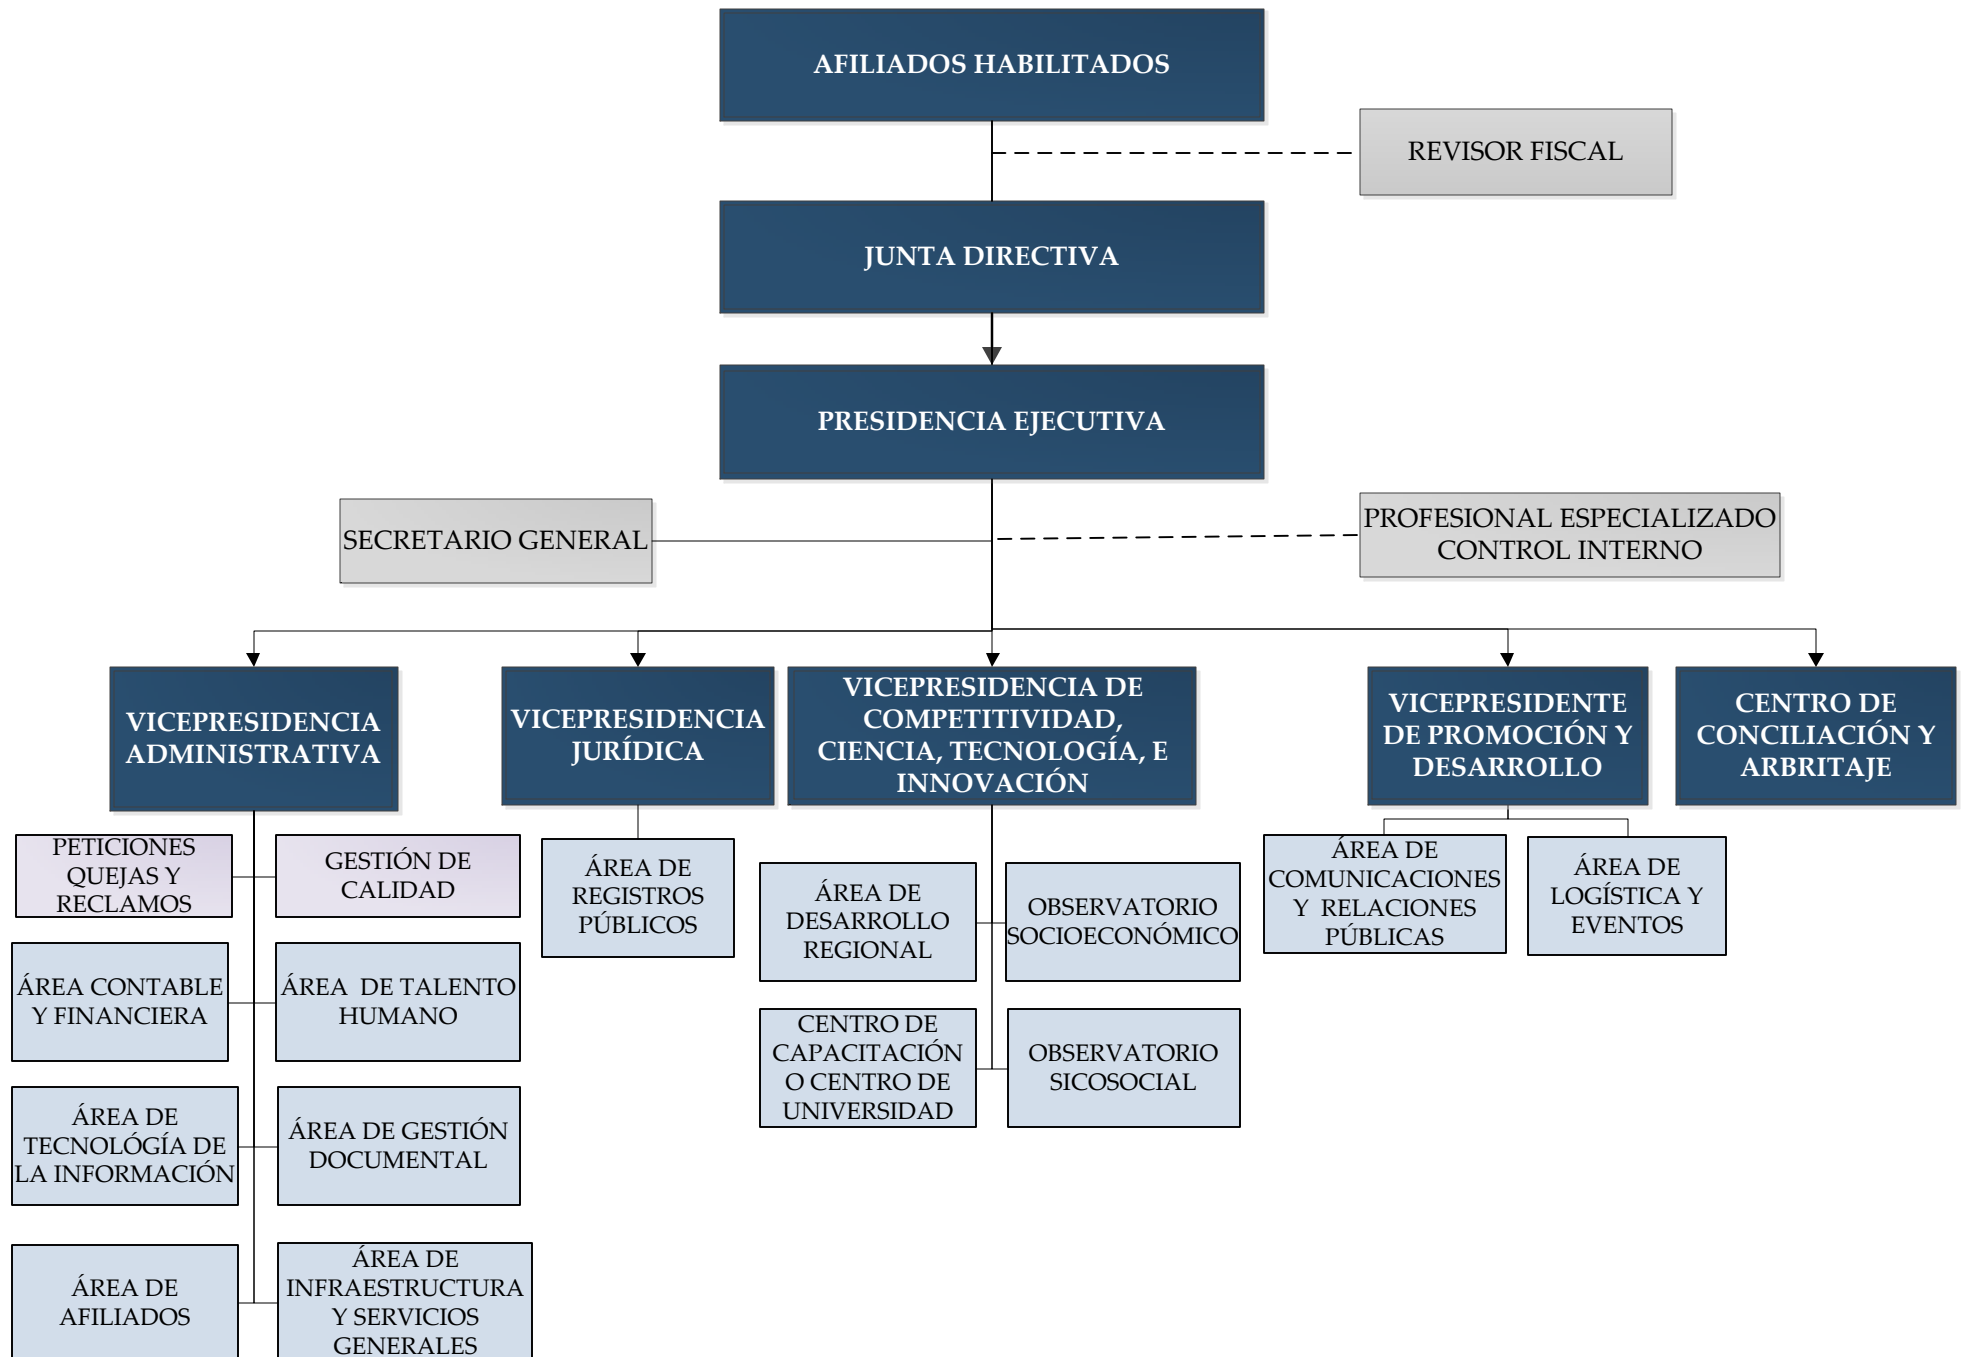 AFILIADOS HABILITADOS
REVISOR FISCAL
JUNTA DIRECTIVA
PRESIDENCIA EJECUTIVA
SECRETARIO GENERAL
PROFESIONAL ESPECIALIZADO
CONTROL INTERNO
VICEPRESIDENCIA
ADMINISTRATIVA
VICEPRESIDENCIA
JURÍDICA
VICEPRESIDENCIA DE
COMPETITIVIDAD,
CIENCIA, TECNOLOGÍA, E
INNOVACIÓN
VICEPRESIDENTE
DE PROMOCIÓN Y
DESARROLLO
CENTRO DE
CONCILIACIÓN Y
ARBRITAJE
PETICIONES
QUEJAS Y
RECLAMOS
GESTIÓN DE
CALIDAD
ÁREA DE
REGISTROS
PÚBLICOS
ÁREA DE
DESARROLLO
REGIONAL
OBSERVATORIO
SOCIOECONÓMICO
ÁREA DE
COMUNICACIONES
Y RELACIONES
PÚBLICAS
ÁREA DE
LOGÍSTICA Y
EVENTOS
ÁREA CONTABLE
Y FINANCIERA
ÁREA DE TALENTO
HUMANO
CENTRO DE
CAPACITACIÓN
O CENTRO DE
UNIVERSIDAD
OBSERVATORIO
SICOSOCIAL
ÁREA DE
TECNOLÓGÍA DE
LA INFORMACIÓN
ÁREA DE GESTIÓN
DOCUMENTAL
ÁREA DE
AFILIADOS
ÁREA DE
INFRAESTRUCTURA
Y SERVICIOS
GENERALES